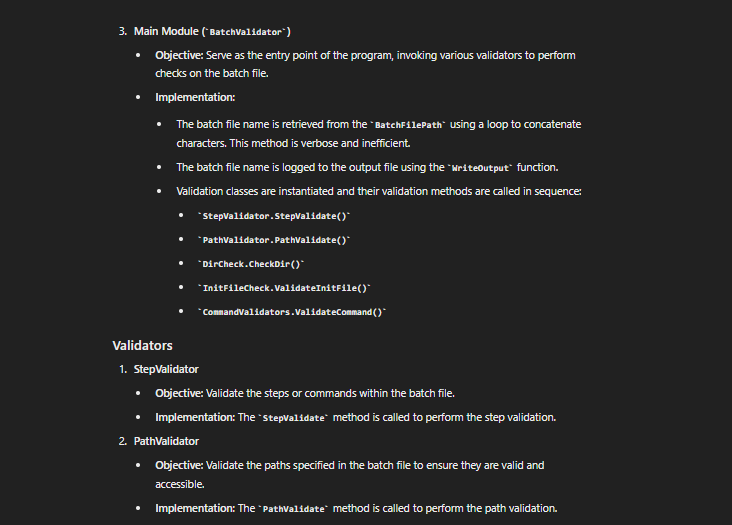 3. Main Module (`BatchValidator`)
• Objective: Serve as the entry point of the program, invoking various validators to perform
checks on the batch file.
• Implementation:
• The batch file name is retrieved from the `BatchFilePath` using a loop to concatenate
characters. This method is verbose and inefficient.
• The batch file name is logged to the output file using the `WriteOutput` function.
• Validation classes are instantiated and their validation methods are called in sequence:
• `StepValidator.StepValidate()`
• `PathValidator.PathValidate()`
• `DirCheck.CheckDir()`
• `InitFileCheck.ValidateInitFile()`
• `CommandValidators.ValidateCommand()`
Validators
1. StepValidator
• Objective: Validate the steps or commands within the batch file.
• Implementation: The `StepValidate` method is called to perform the step validation.
2. PathValidator
• Objective: Validate the paths specified in the batch file to ensure they are valid and
accessible.
• Implementation: The `PathValidate` method is called to perform the path validation.